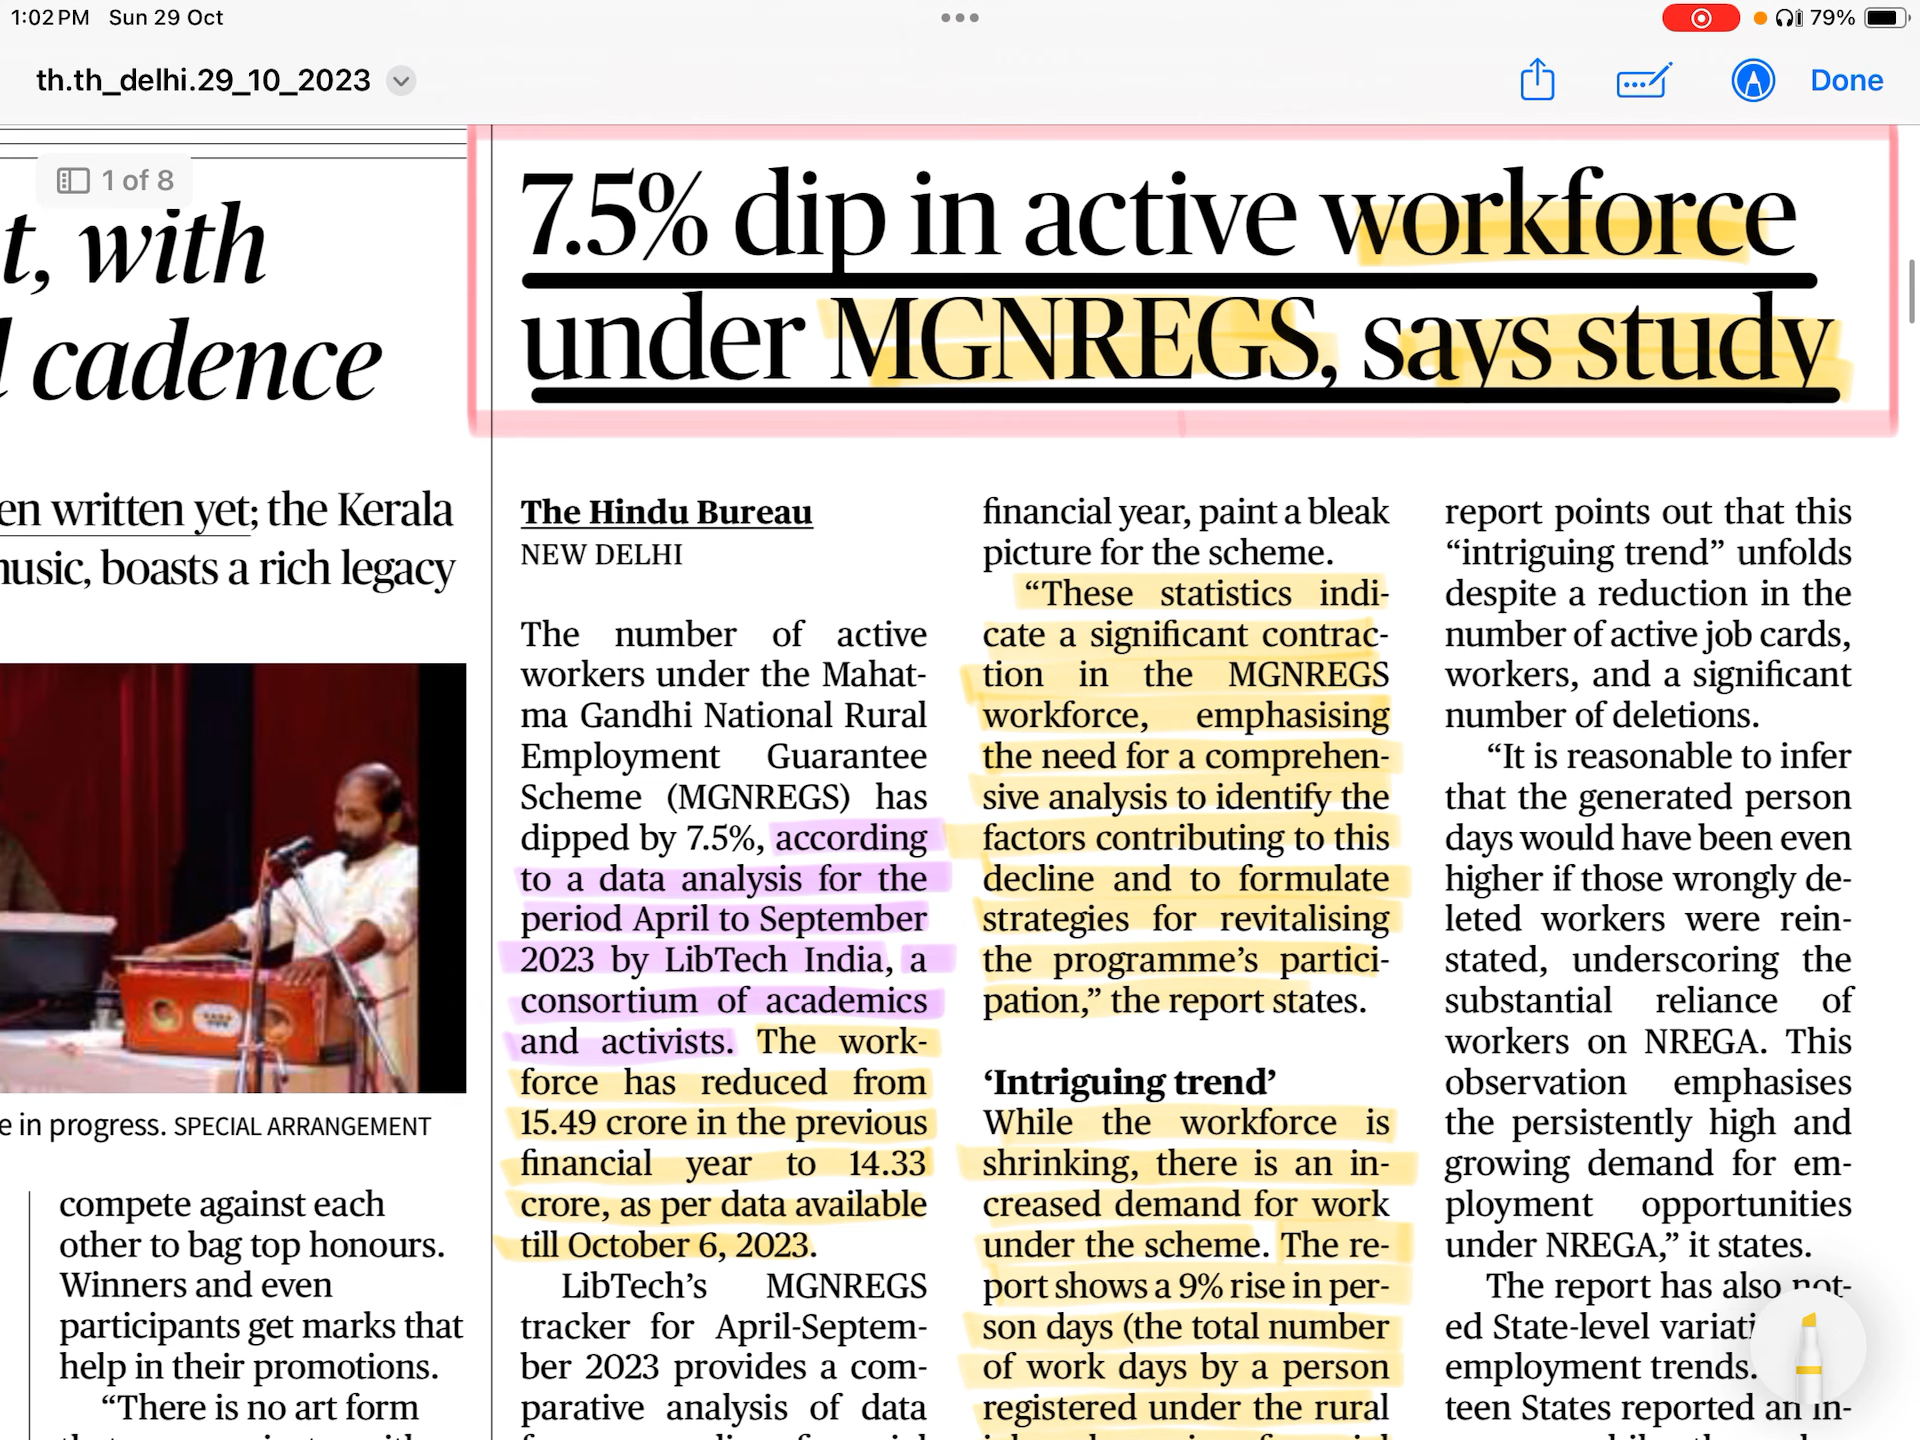 1:02 PM Sun 29 Oct
79%
th.th_delhi.29_10_2023
Done
1 of 8
t, with
cadence
en written yet; the Kerala
music, boasts a rich legacy
e in progress. SPECIAL ARRANGEMENT
compete against each
other to bag top honours.
Winners and even
participants get marks that
help in their promotions.
“There is no art form
7.5% dip in active workforce
under MGNREGS, says study
The Hindu Bureau
NEW DELHI
The number of active
workers under the Mahat-
ma Gandhi National Rural
Employment Guarantee
Scheme (MGNREGS) has
dipped by 7.5%, according
to a data analysis for the
period April to September
2023 by LibTech India, a
consortium of academics
and activists. The work-
force has reduced from
15.49 crore in the previous
financial year to 14.33
crore, as per data available
till October 6, 2023.
LibTech’s MGNREGS
tracker for April-Septem-
ber 2023 provides a com-
parative analysis of data
financial year, paint a bleak
picture for the scheme.
“These statistics indi-
cate a significant contrac-
tion in the MGNREGS
workforce, emphasising
the need for a comprehen-
sive analysis to identify the
factors contributing to this
decline and to formulate
strategies for revitalising
the programme’s partici-
pation,” the report states.
‘Intriguing trend’
While the workforce is
shrinking, there is an in-
creased demand for work
under the scheme. The re-
port shows a 9% rise in per-
son days (the total number
of work days by a person
registered under the rural
report points out that this
“intriguing trend” unfolds
despite a reduction in the
number of active job cards,
workers, and a significant
number of deletions.
“It is reasonable to infer
that the generated person
days would have been even
higher if those wrongly de-
leted workers were rein-
stated, underscoring the
substantial reliance of
workers on NREGA. This
observation emphasises
the persistently high and
growing demand for em-
ployment opportunities
under NREGA,” it states.
The report has also not-
ed State-level variati
employment trends.
teen States reported an in-